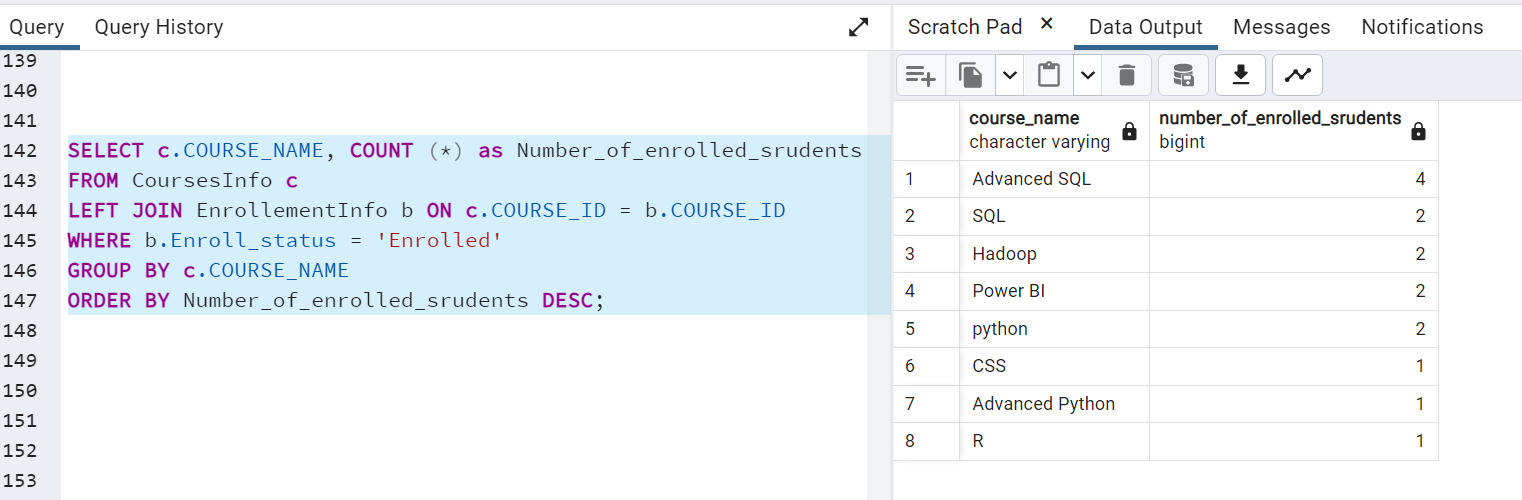 Query Query History
Scratch Pad × Data Output Messages Notifications
139
140
141
142 SELECT c.COURSE_NAME, COUNT (*) as Number_of_enrolled_srudents
143 FROM CoursesInfo c
144 LEFT JOIN EnrollementInfo b ON c.COURSE_ID = b.COURSE_ID
145 WHERE b.Enroll_status = 'Enrolled'
146 GROUP BY c.COURSE_NAME
147 ORDER BY Number_of_enrolled_srudents DESC;
148
149
150
151
152
153
course_name number_of_enrolled_srudents
character varying bigint
1 Advanced SQL 4
2 SQL 2
3 Hadoop 2
4 Power BI 2
5 python 2
6 CSS 1
7 Advanced Python 1
8 R 1